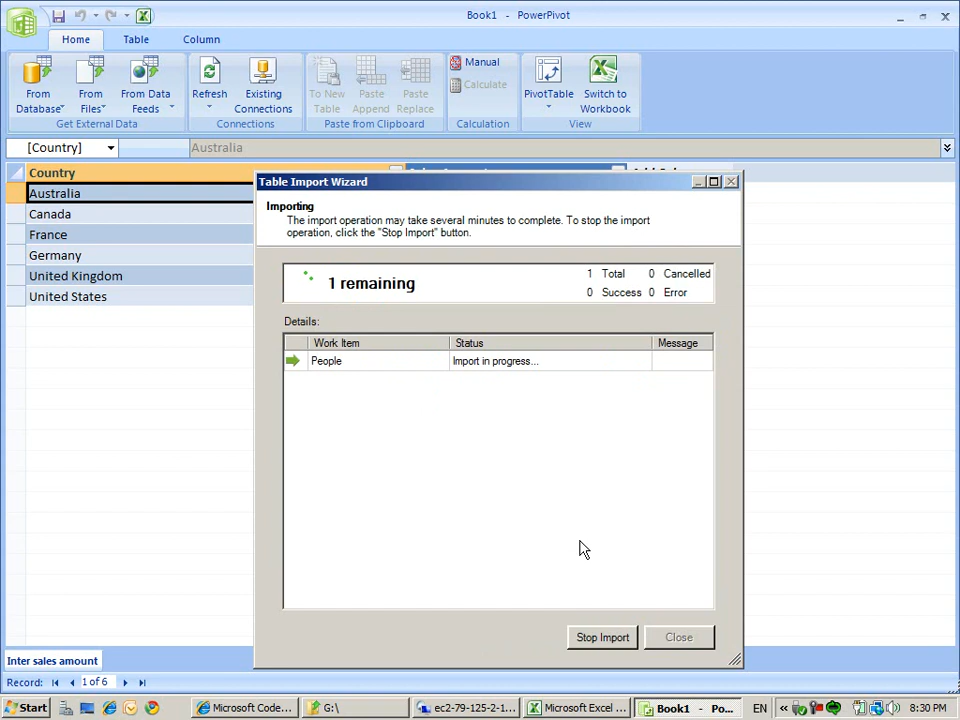 Book1 - PowerPivot
Home Table Column
From Database From Files From Data Feeds Refresh Existing Connections To New Table Paste Append Paste Replace Manual Calculate PivotTable Switch to Workbook
Get External Data Connections Paste from Clipboard Calculation View
[Country] Australia
Country
Australia
Canada
France
Germany
United Kingdom
United States
Table Import Wizard
Importing
The import operation may take several minutes to complete. To stop the import
operation, click the "Stop Import" button.
1 remaining
1 Total 0 Cancelled
0 Success 0 Error
Details:
Work Item Status Message
People Import in progress...
Stop Import Close
Inter sales amount
Record: 1 of 6
Start Microsoft Code... G:\ ec2-79-125-2-1... Microsoft Excel ... Book1 - Po... EN 8:30 PM